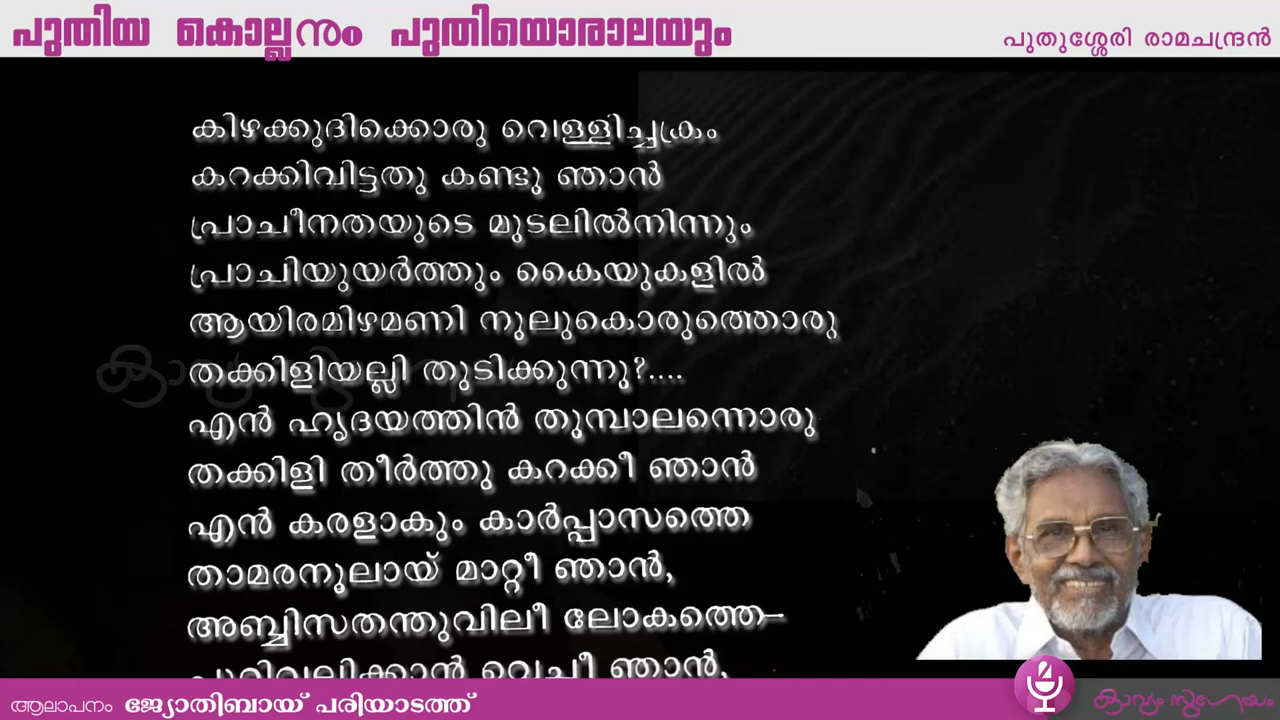 പുതിയ കൊല്ലനും പുതിയൊരാലയും
പുതുശ്ശേരി രാമചന്ദ്രൻ
കിഴക്കുദിക്കൊരു വെള്ളിച്ചക്രം
കറക്കിവിട്ടതു കണ്ടു ഞാൻ
പ്രാചീനതയുടെ മുടലിൽനിന്നും
പ്രാചിയുയർത്തും കൈയുകളിൽ
ആയിരമിഴമണി നൂലുകൊരുത്തൊരു
തക്കിളിയല്ലി തുടിക്കുന്നു?....
എൻ ഹൃദയത്തിൻ തുമ്പാലന്നൊരു
തക്കിളി തീർത്തു കറക്കീ ഞാൻ
എൻ കരളാകും കാർപ്പാസത്തെ
താമരനൂലായ് മാറ്റീ ഞാൻ,
അബ്ബിസതന്തുവിലീ ലോകത്തെ–
വെച്ചീ ഞാൻ,
ആലാപനം ജ്യോതിബായ് പരിയാടത്ത്
കാവ്യം സുഗേയം